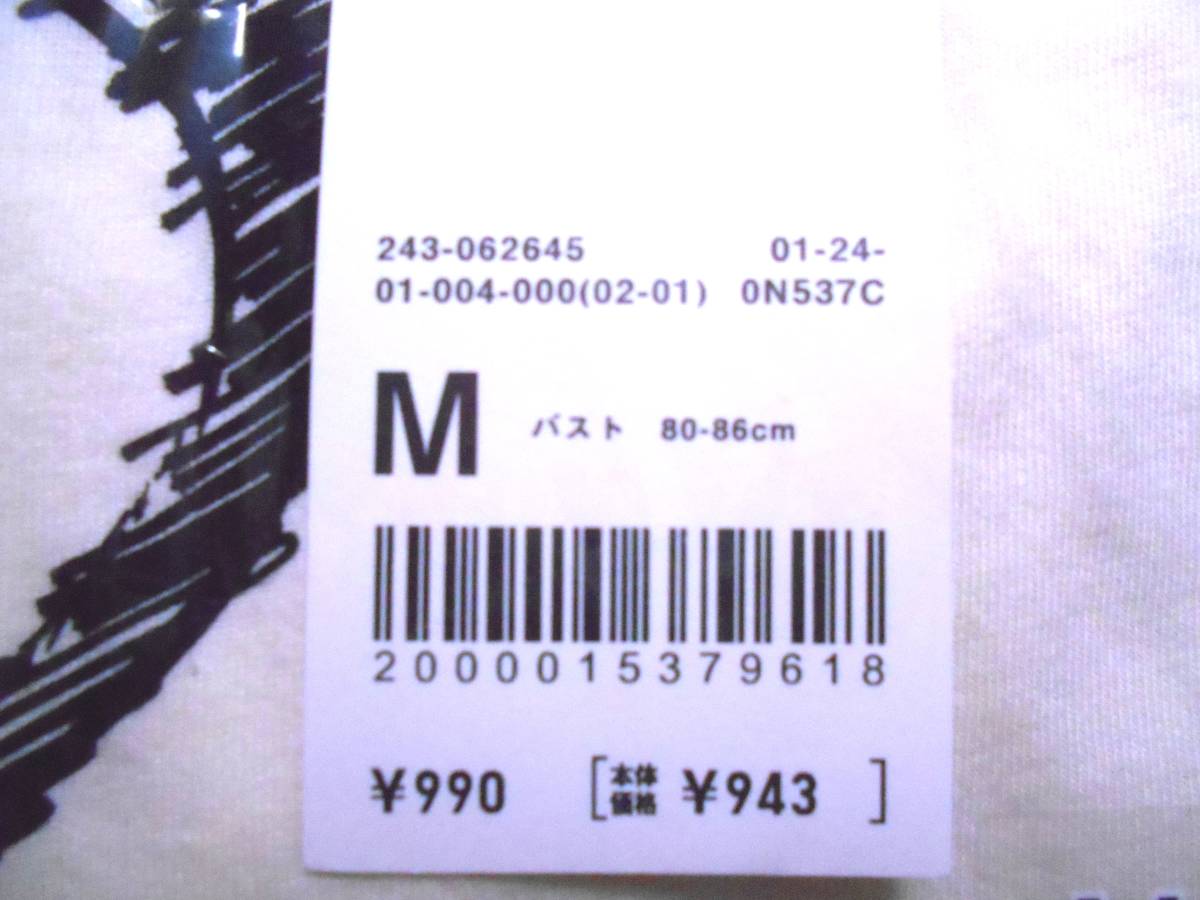 243-062645 01-24-
01-004-000(02-01) 0N537C
M バスト 80-86cm
2000015379618
¥990 [本体価格 ¥943 ]